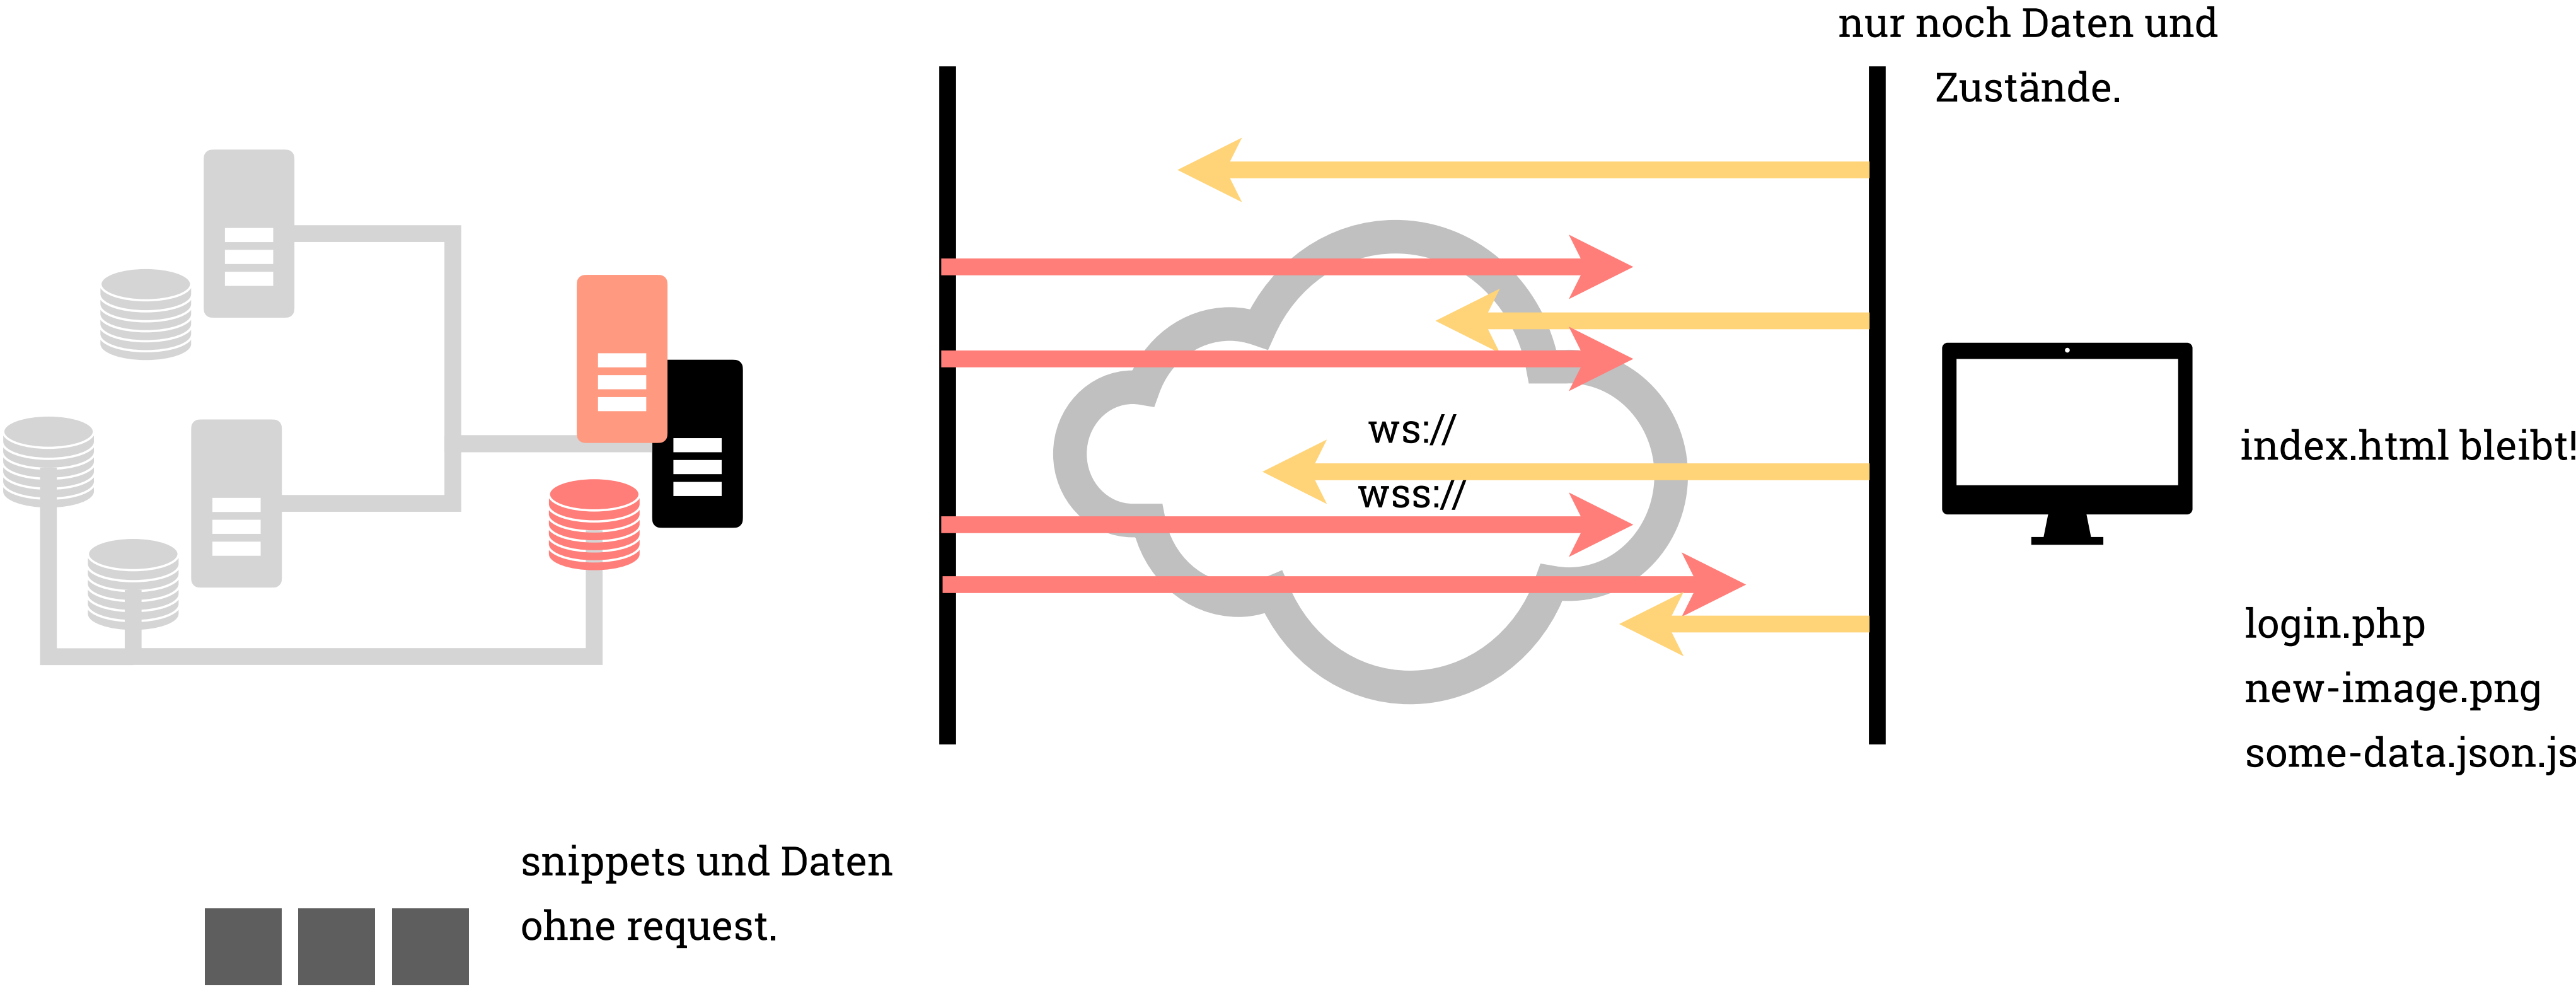 nur noch Daten und
Zustände.
ws://
wss://
index.html bleibt!
login.php
new-image.png
some-data.json.js
snippets und Daten
ohne request.